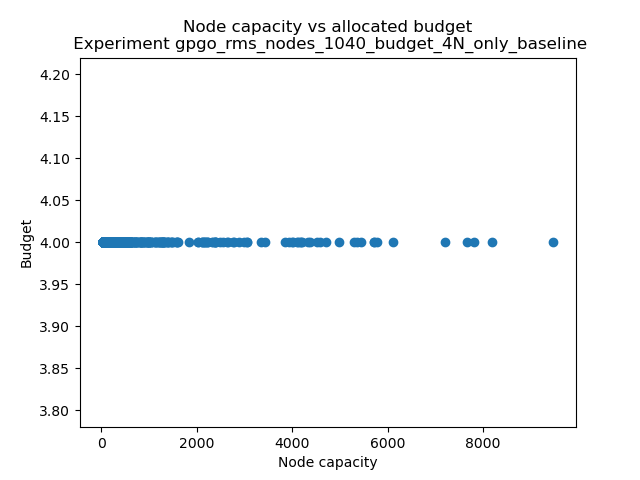 Node capacity vs allocated budget
Experiment gpgo_rms_nodes_1040_budget_4N_only_baseline
4.20
4.15
4.10
4.05
4.00
3.95
3.90
3.85
3.80
Budget
0 2000 4000 6000 8000
Node capacity